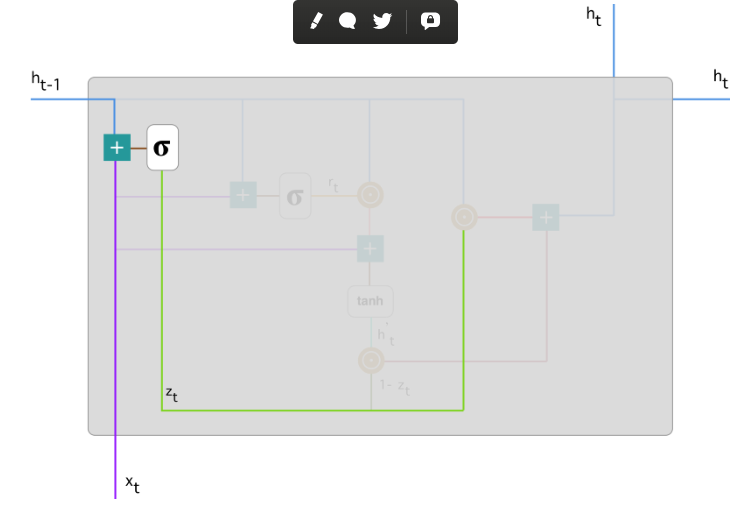 h_t
h_t-1
h_t
+ σ
+ σ r_t
+
+
tanh
h'_t
1- z_t
z_t
x_t